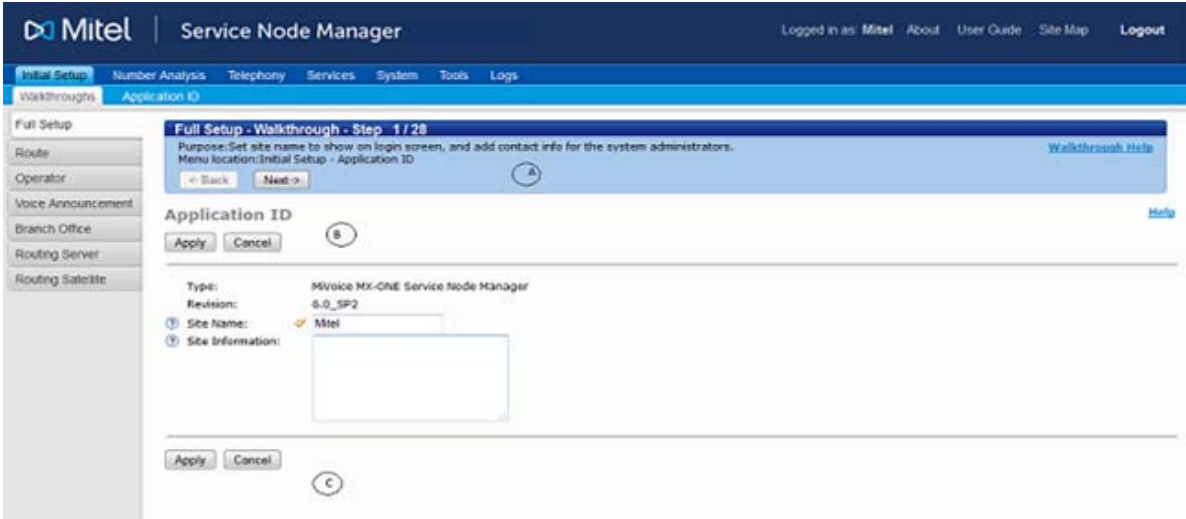 Mitel | Service Node Manager
Logged in as: Mitel About User Guide Site Map Logout
Initial Setup Number Analysis Telephony Services System Tools Logs
Walkthroughs Application ID
Full Setup
Route
Operator
Voice Announcement
Branch Office
Routing Server
Routing Satellite
Full Setup - Walkthrough - Step 1 / 28
Purpose:Set site name to show on login screen, and add contact info for the system administrators.
Walkthrough Help
Menu location:Initial Setup - Application ID
<- Back Next ->
A
Application ID
Help
Apply Cancel
B
Type: MiVoice MX-ONE Service Node Manager
Revision: 6.0_SP2
? Site Name: Mitel
? Site Information:
Apply Cancel
C